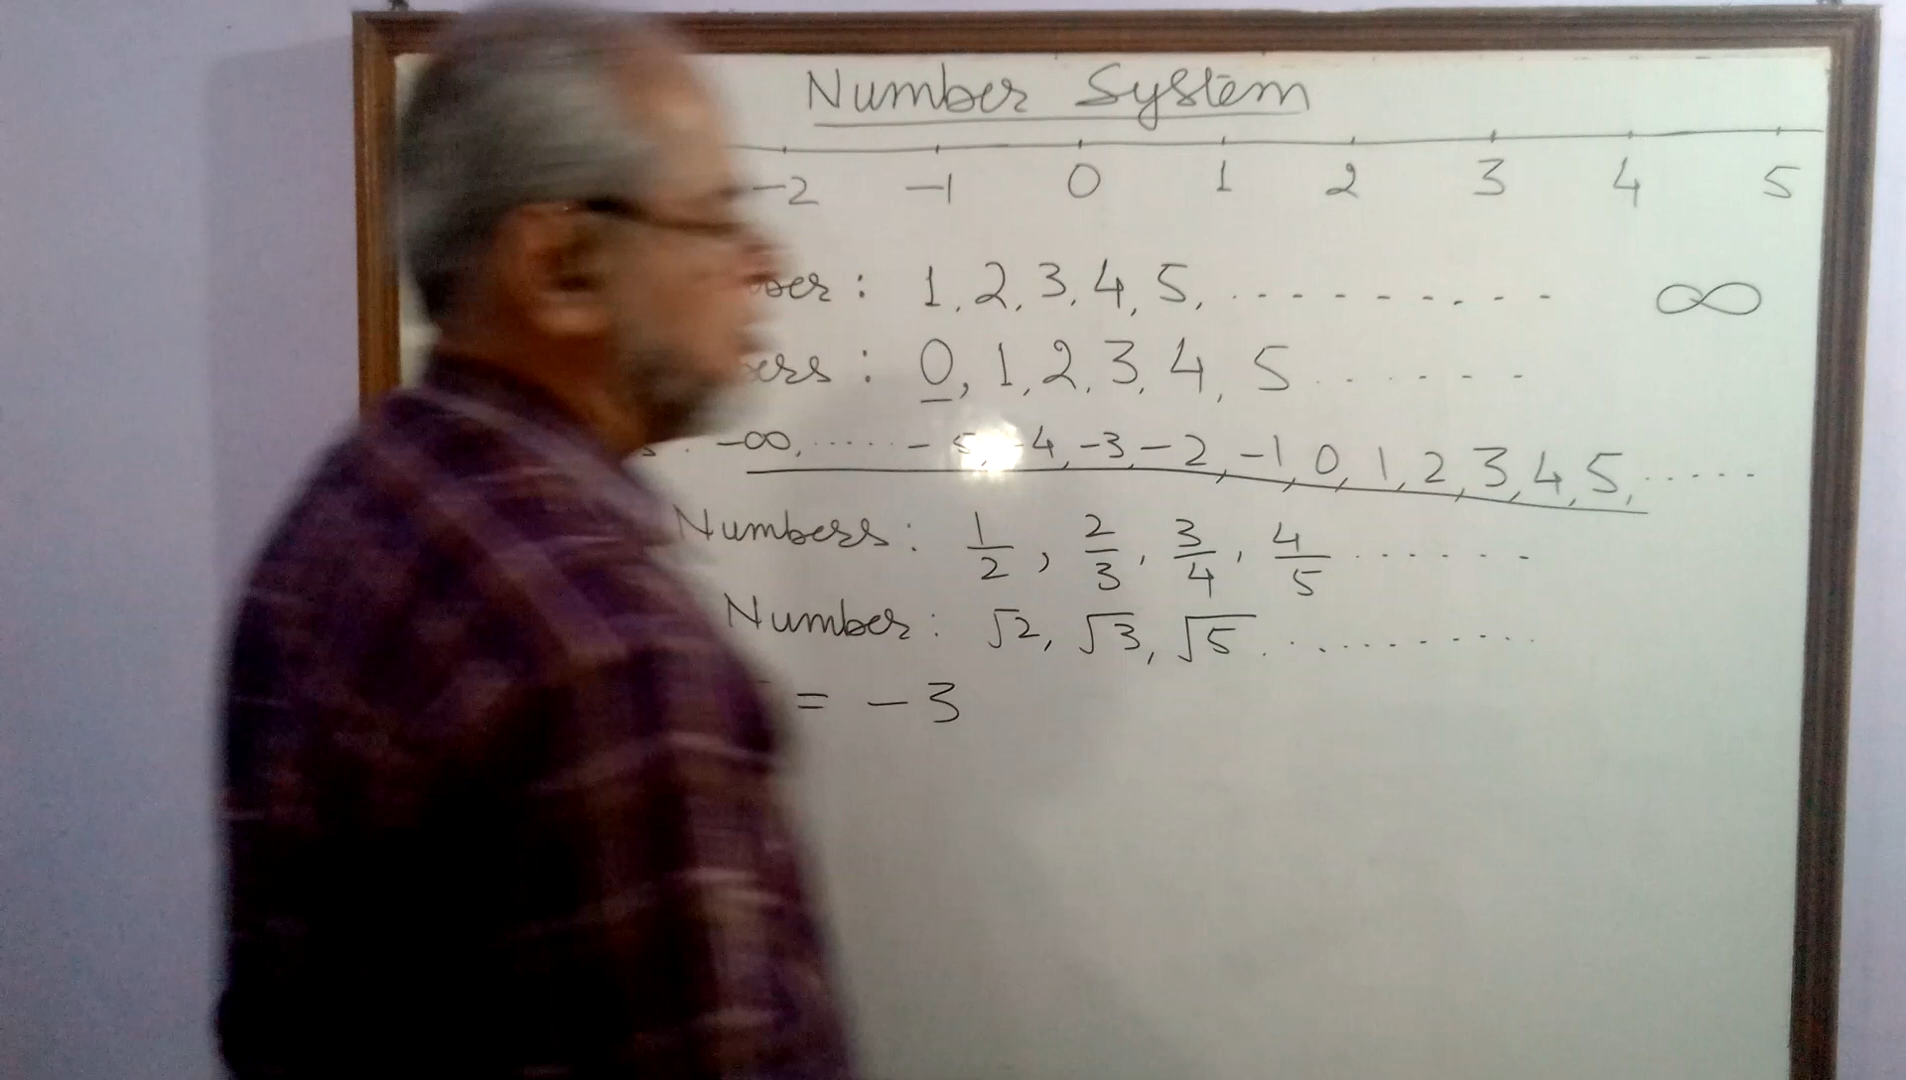 Number System
-2 -1 0 1 2 3 4 5
: 1, 2, 3, 4, 5, .......... ∞
: 0, 1, 2, 3, 4, 5 ......
-∞, ...... -5, -4, -3, -2, -1, 0, 1, 2, 3, 4, 5, .....
Numbers : 1/2, 2/3, 3/4, 4/5 ......
Number : √2, √3, √5 ..........
= -3